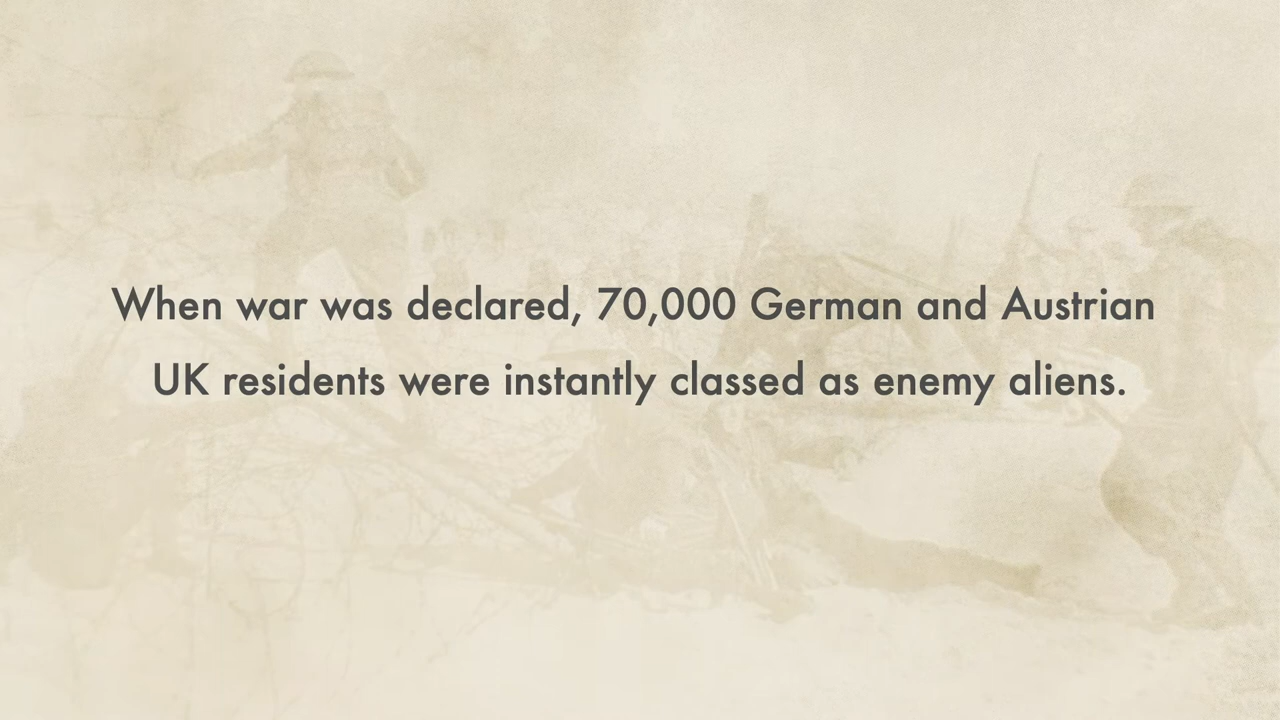 When war was declared, 70,000 German and Austrian
UK residents were instantly classed as enemy aliens.